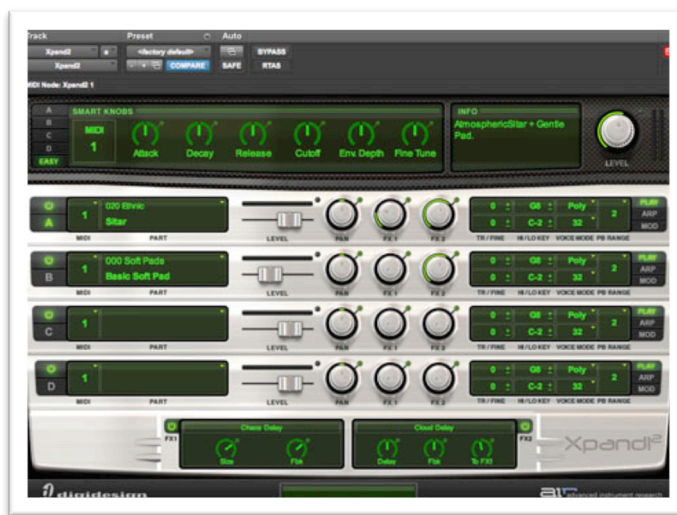 Track Preset Auto
Xpand2 <factory default> BYPASS
Xpand2 - + COMPARE SAFE RTAS
MIDI Node: Xpand2 1
A SMART KNOBS INFO
B MIDI AtmosphericSitar + Gentle
C 1 Pad.
D Attack Decay Release Cutoff Env Depth Fine Tune
EASY LEVEL
020 Ethnic 0 G8 Poly PLAY
A 1 Sitar 0 C-2 32 2 ARP
MOD
MIDI PART LEVEL PAN FX 1 FX 2 TR / FINE HI / LO KEY VOICE MODE PB RANGE
000 Soft Pads 0 G8 Poly PLAY
B 1 Basic Soft Pad 0 C-2 32 2 ARP
MOD
MIDI PART LEVEL PAN FX 1 FX 2 TR / FINE HI / LO KEY VOICE MODE PB RANGE
0 G8 Poly PLAY
C 1 0 C-2 32 2 ARP
MOD
MIDI PART LEVEL PAN FX 1 FX 2 TR / FINE HI / LO KEY VOICE MODE PB RANGE
0 G8 Poly PLAY
D 1 0 C-2 32 2 ARP
MOD
MIDI PART LEVEL PAN FX 1 FX 2 TR / FINE HI / LO KEY VOICE MODE PB RANGE
Chaos Delay Cloud Delay
FX1 FX2
Size Fbk Delay Fbk To FX1
Xpand!²
digidesign air advanced instrument research